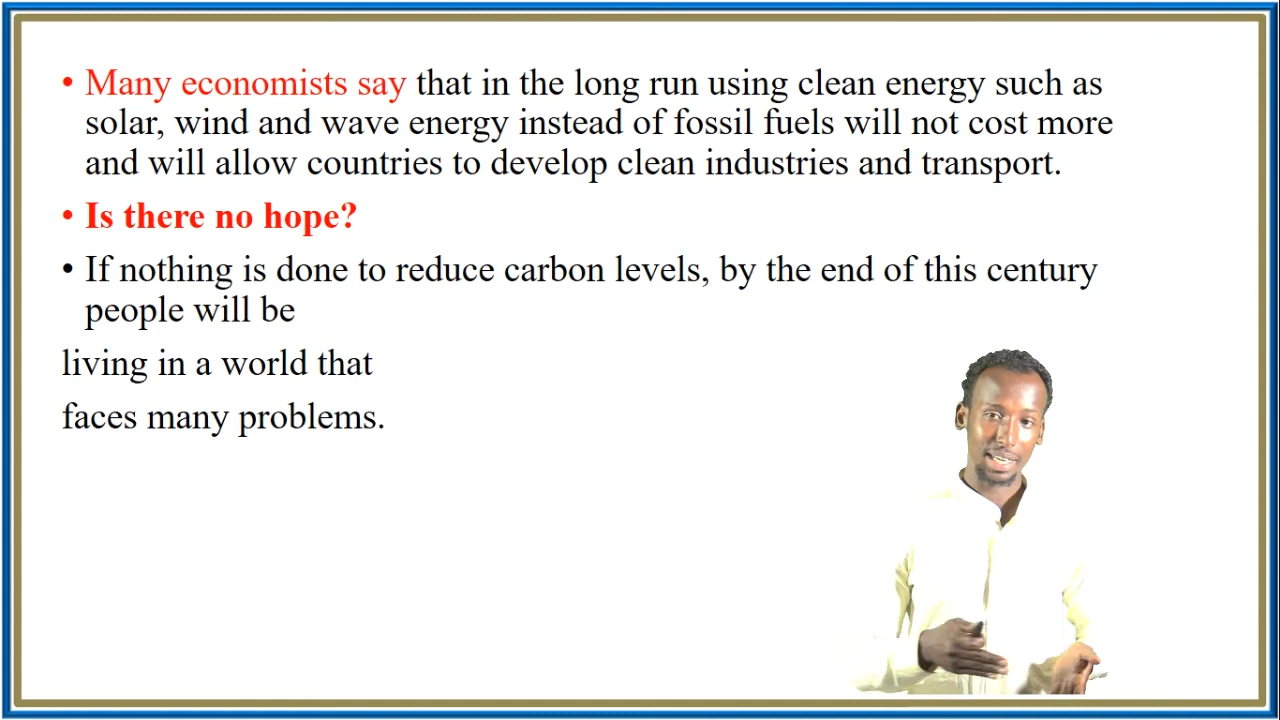 • Many economists say that in the long run using clean energy such as
solar, wind and wave energy instead of fossil fuels will not cost more
and will allow countries to develop clean industries and transport.
• Is there no hope?
• If nothing is done to reduce carbon levels, by the end of this century
people will be
living in a world that
faces many problems.